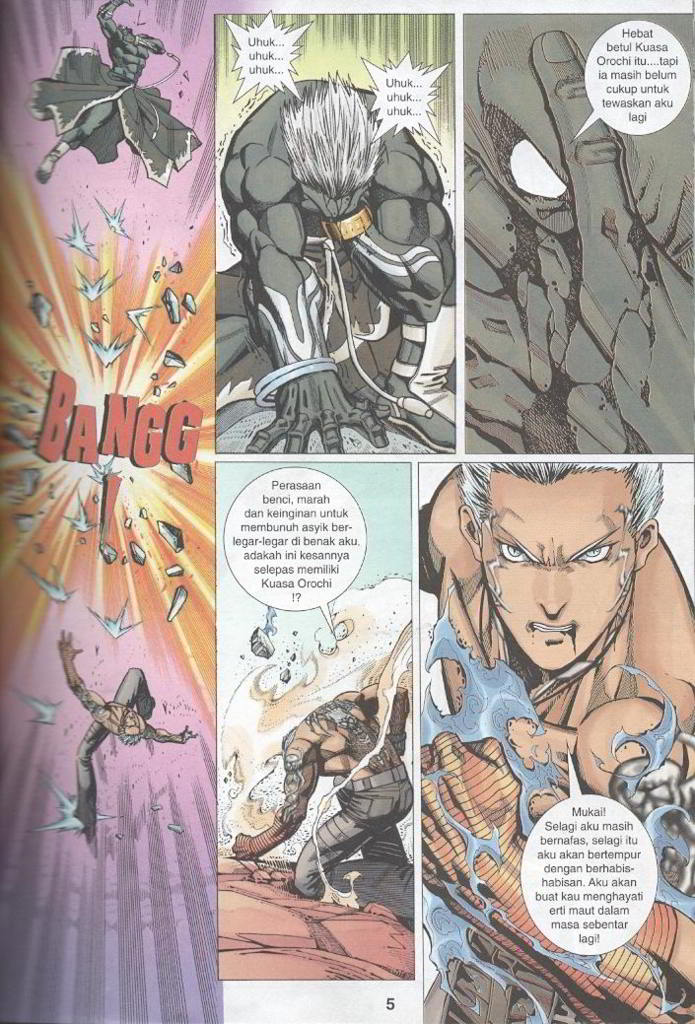 BANGG
!
Uhuk...
uhuk...
uhuk...
Uhuk...
uhuk...
uhuk...
Hebat
betul Kuasa
Orochi itu....tapi
ia masih belum
cukup untuk
tewaskan aku
lagi
Perasaan
benci, marah
dan keinginan untuk
membunuh asyik ber-
legar-legar di benak aku.
adakah ini kesannya
selepas memiliki
Kuasa Orochi
!?
Mukai!
Selagi aku masih
bernafas, selagi itu
aku akan bertempur
dengan berhabis-
habisan. Aku akan
buat kau menghayati
erti maut dalam
masa sebentar
lagi!
5